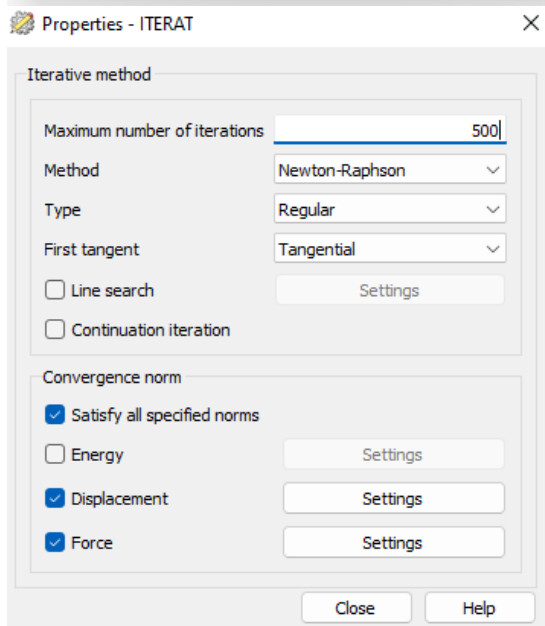 Properties - ITERAT
Iterative method
Maximum number of iterations 500
Method Newton-Raphson
Type Regular
First tangent Tangential
Line search Settings
Continuation iteration
Convergence norm
Satisfy all specified norms
Energy Settings
Displacement Settings
Force Settings
Close Help